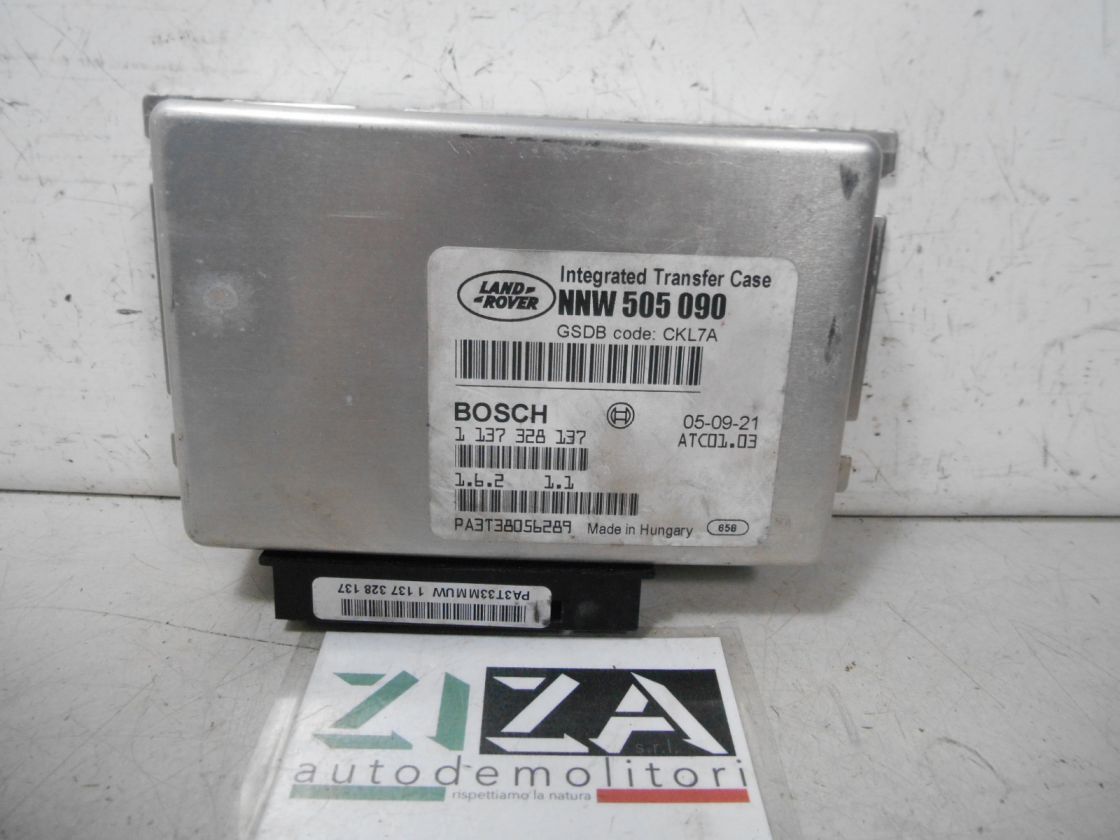 LAND ROVER
Integrated Transfer Case
NNW 505 090
GSDB code: CKL7A
BOSCH
05-09-21
1 137 328 137
ATC01.03
1.6.2 1.1
PA3T38056289 Made in Hungary 658
PA3T33MMUW 1 137 328 137
ZIZA
s.r.l.
autodemolitori
rispettiamo la natura